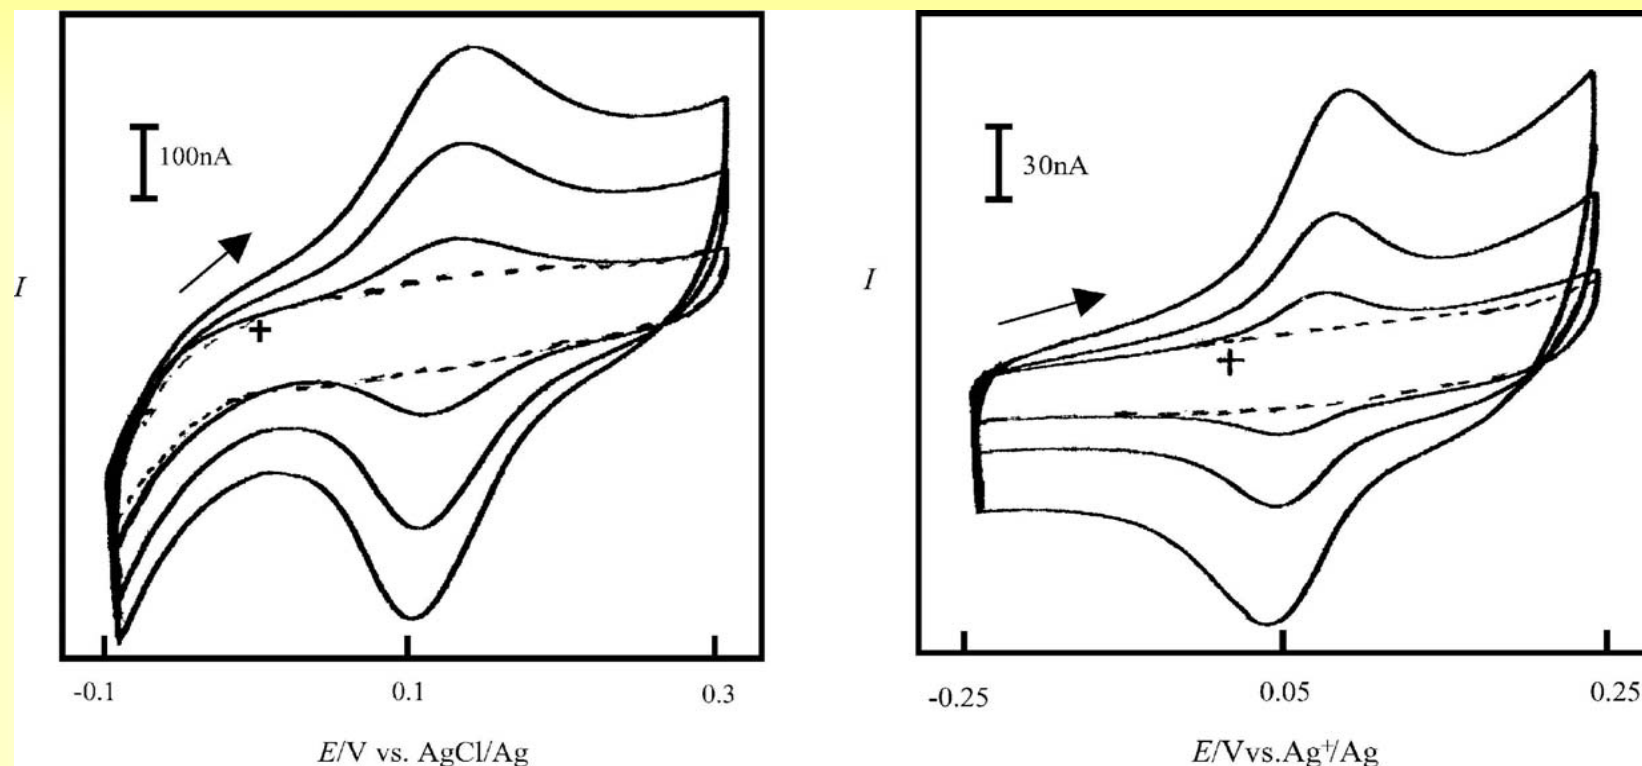 100nA
I
-0.1 0.1 0.3
E/V vs. AgCl/Ag
30nA
I
-0.25 0.05 0.25
E/Vvs.Ag⁺/Ag